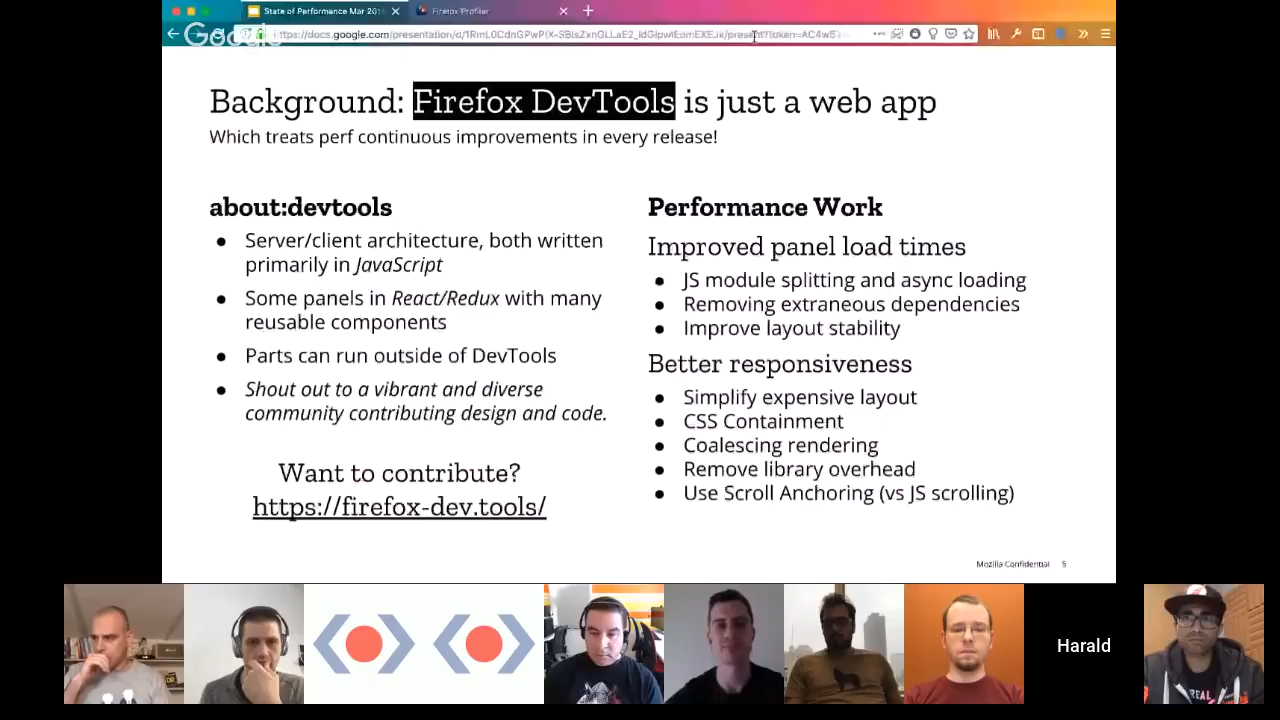 State of Performance Mar 201
Firefox Profiler
Google
Background: Firefox DevTools is just a web app
Which treats perf continuous improvements in every release!
about:devtools
Server/client architecture, both written
primarily in JavaScript
Some panels in React/Redux with many
reusable components
Parts can run outside of DevTools
Shout out to a vibrant and diverse
community contributing design and code.
Want to contribute?
https://firefox-dev.tools/
Performance Work
Improved panel load times
JS module splitting and async loading
Removing extraneous dependencies
Improve layout stability
Better responsiveness
Simplify expensive layout
CSS Containment
Coalescing rendering
Remove library overhead
Use Scroll Anchoring (vs JS scrolling)
Mozilla Confidential 5
Harald
REAL